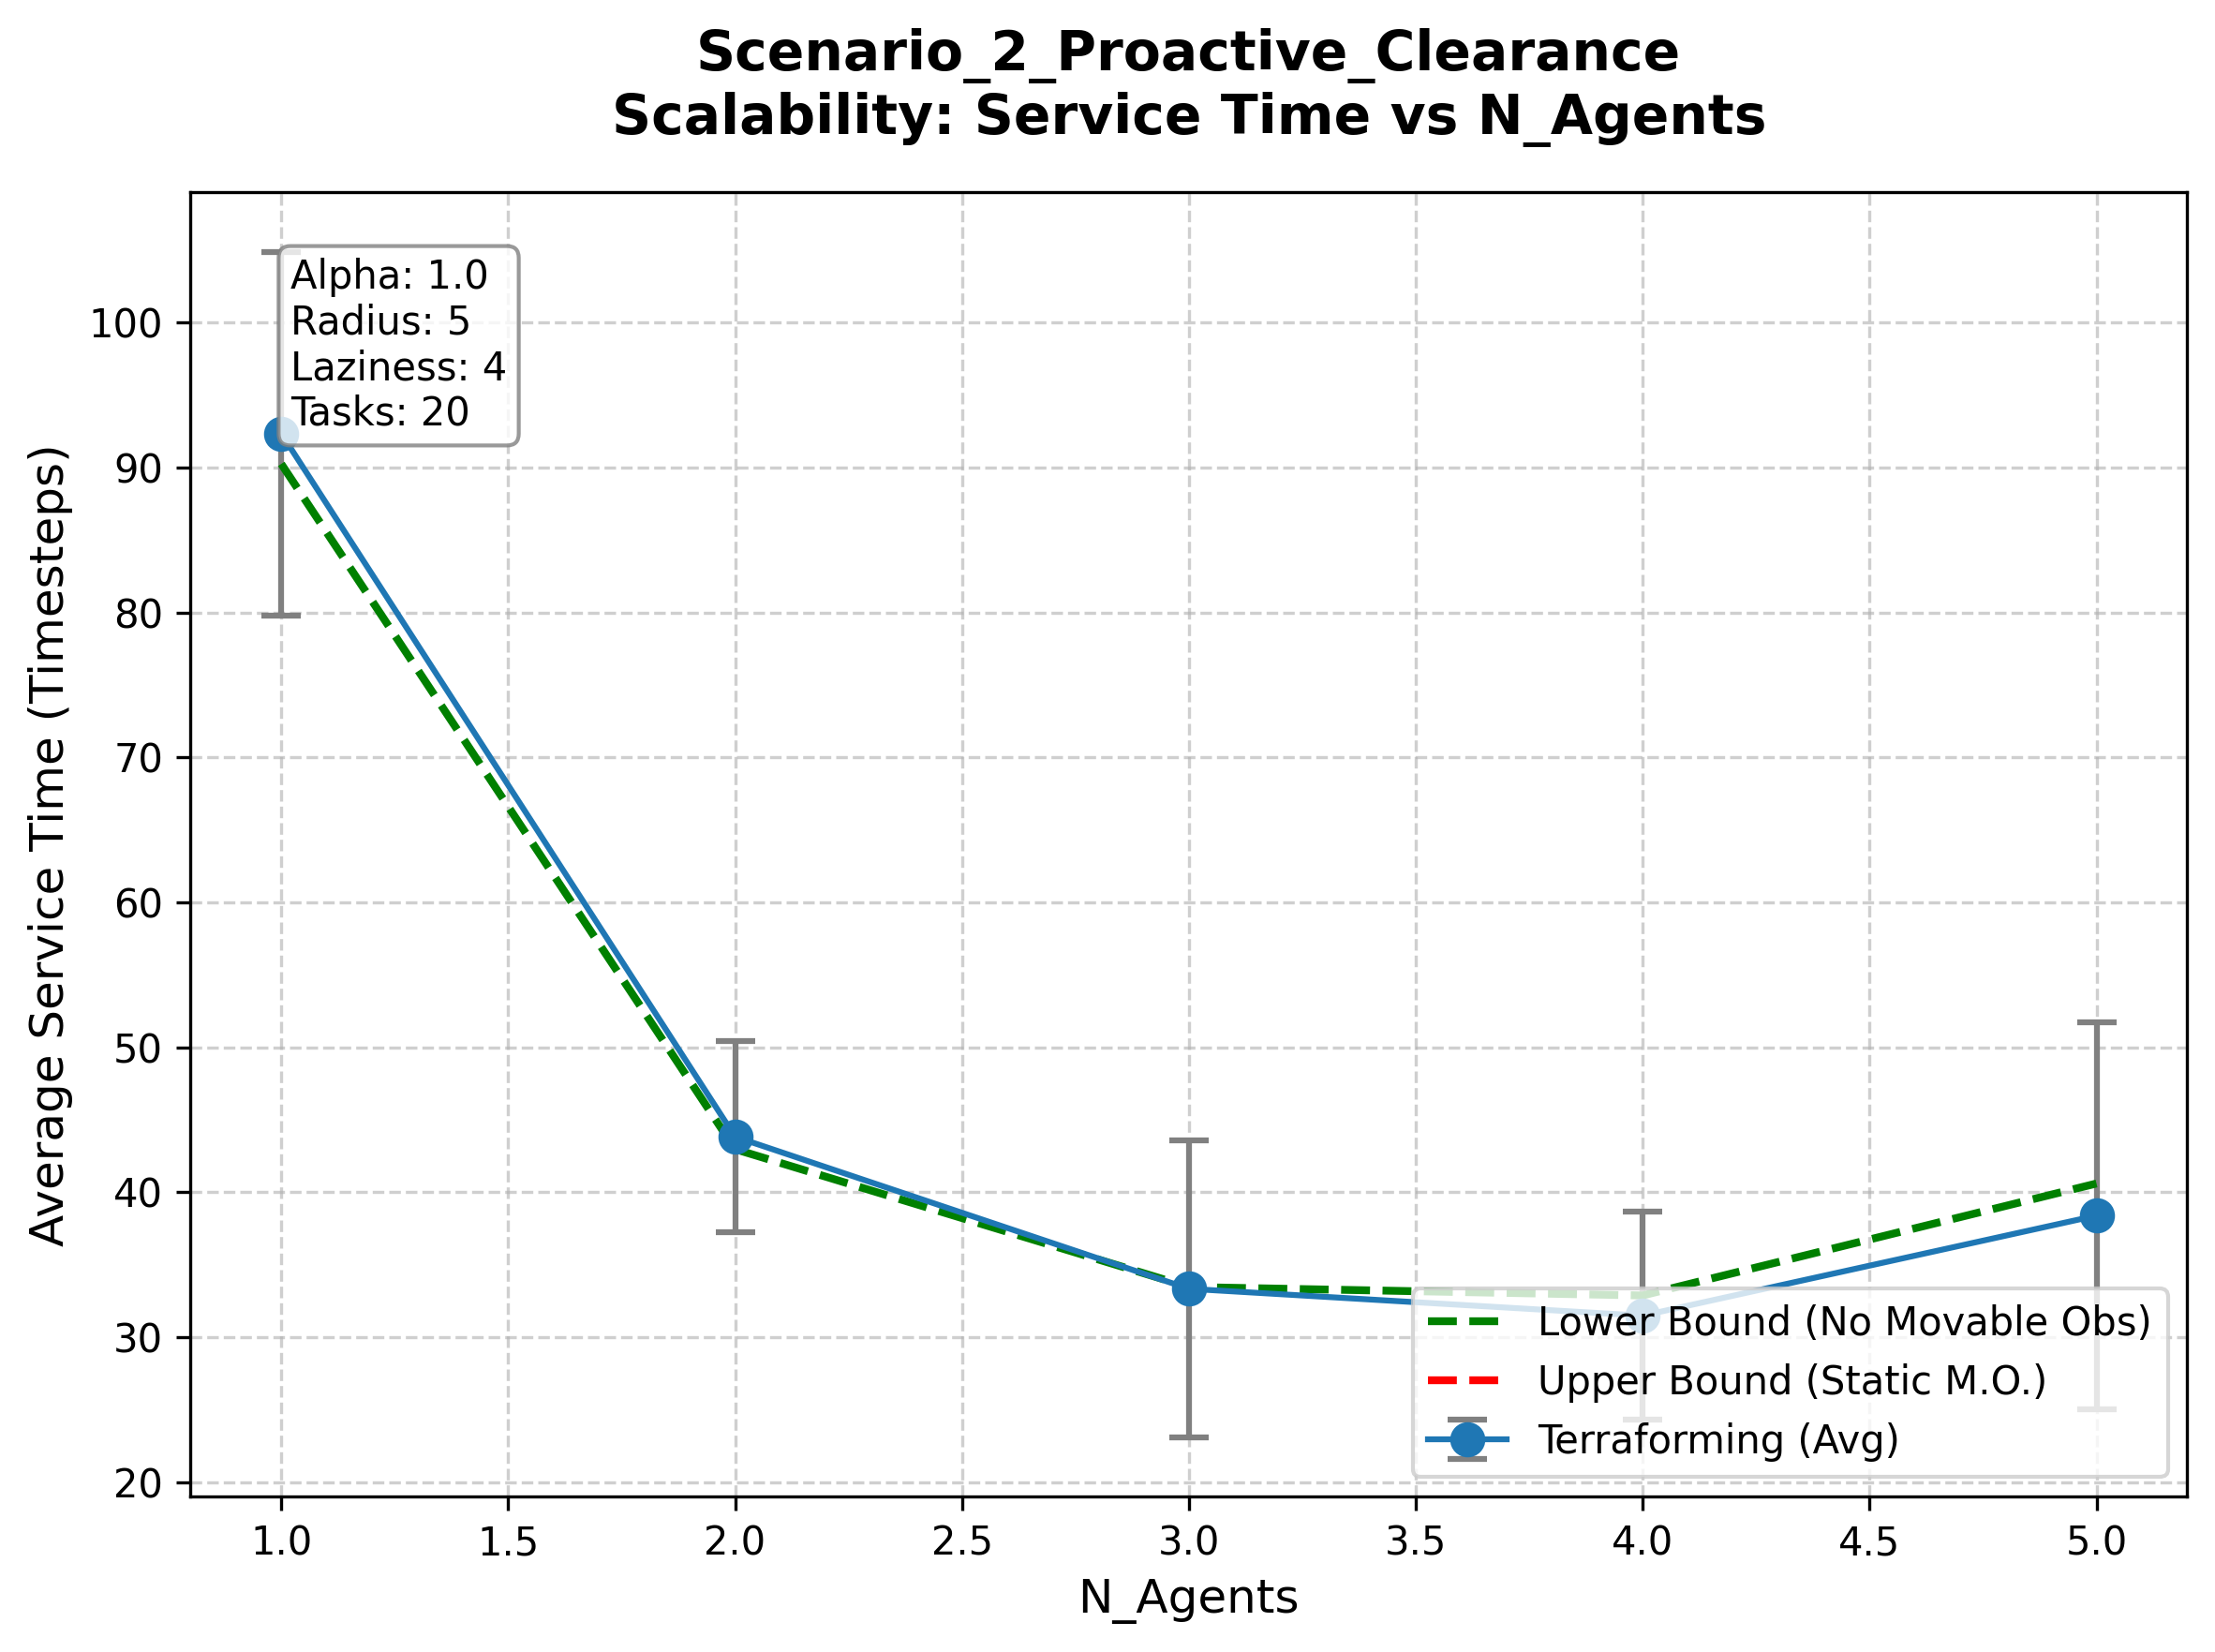 Scenario_2_Proactive_Clearance
Scalability: Service Time vs N_Agents
Average Service Time (Timesteps)
100
90
80
70
60
50
40
30
20
Alpha: 1.0
Radius: 5
Laziness: 4
Tasks: 20
Lower Bound (No Movable Obs)
Upper Bound (Static M.O.)
Terraforming (Avg)
1.0 1.5 2.0 2.5 3.0 3.5 4.0 4.5 5.0
N_Agents